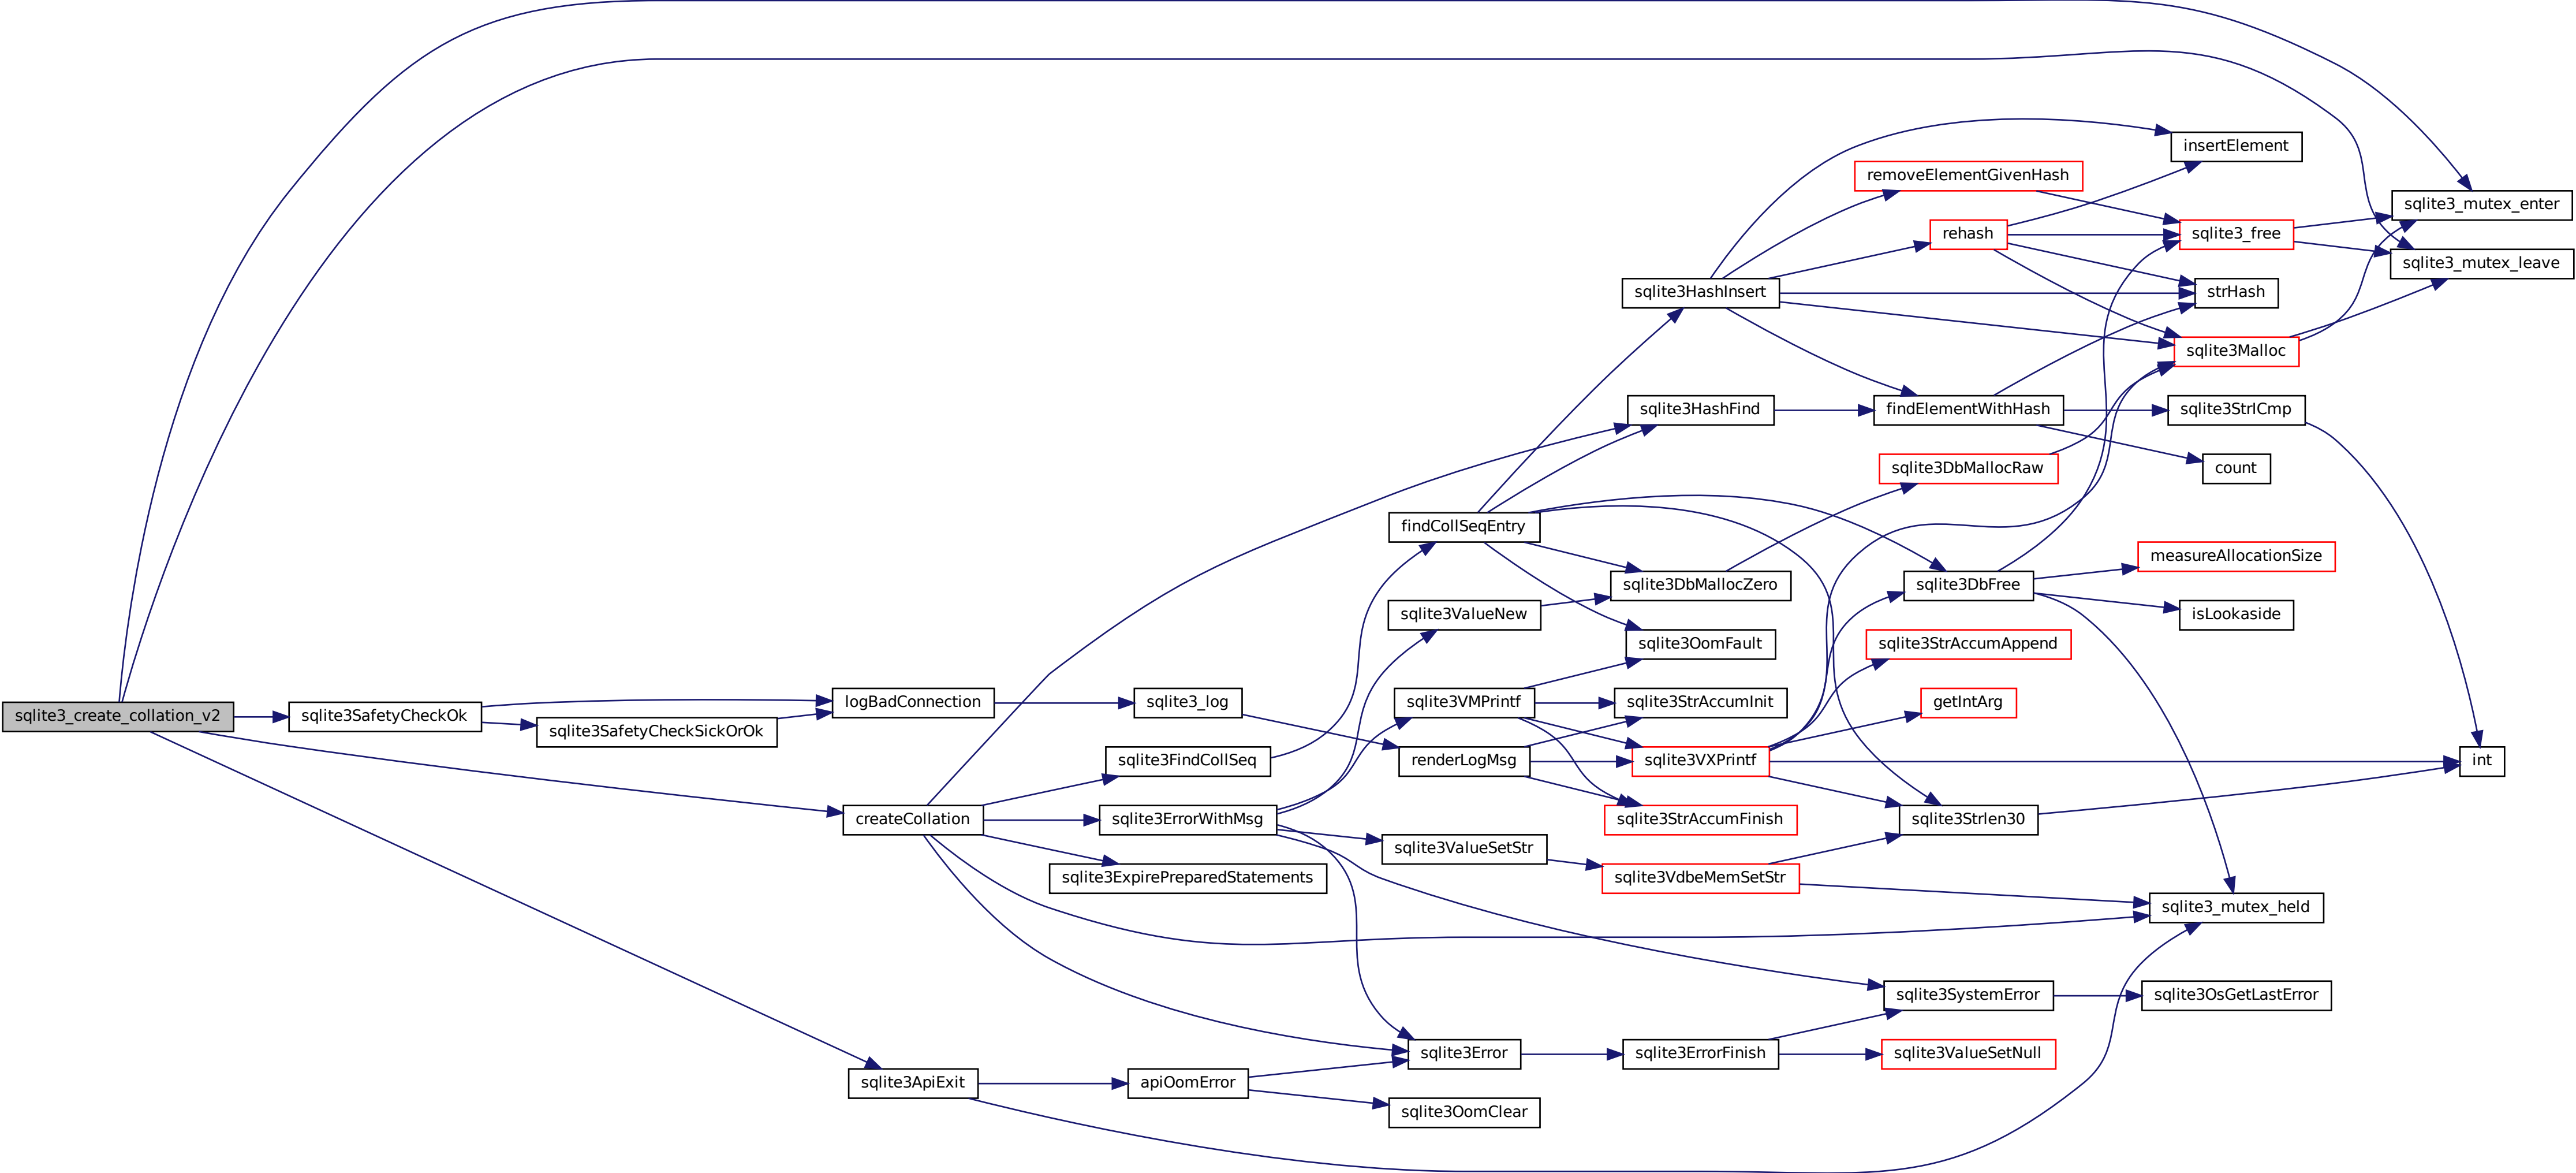 sqlite3_create_collation_v2
sqlite3SafetyCheckOk
sqlite3SafetyCheckSickOrOk
logBadConnection
createCollation
sqlite3ApiExit
sqlite3_log
sqlite3FindCollSeq
sqlite3ErrorWithMsg
sqlite3ExpirePreparedStatements
apiOomError
findCollSeqEntry
sqlite3ValueNew
sqlite3VMPrintf
renderLogMsg
sqlite3ValueSetStr
sqlite3Error
sqlite3OomClear
sqlite3HashInsert
sqlite3HashFind
sqlite3DbMallocZero
sqlite3OomFault
sqlite3StrAccumInit
sqlite3VXPrintf
sqlite3StrAccumFinish
sqlite3VdbeMemSetStr
sqlite3ErrorFinish
removeElementGivenHash
rehash
findElementWithHash
sqlite3DbMallocRaw
sqlite3DbFree
sqlite3StrAccumAppend
getIntArg
sqlite3Strlen30
sqlite3SystemError
sqlite3ValueSetNull
insertElement
sqlite3_free
strHash
sqlite3Malloc
sqlite3StrICmp
count
measureAllocationSize
isLookaside
sqlite3_mutex_held
sqlite3OsGetLastError
sqlite3_mutex_enter
sqlite3_mutex_leave
int